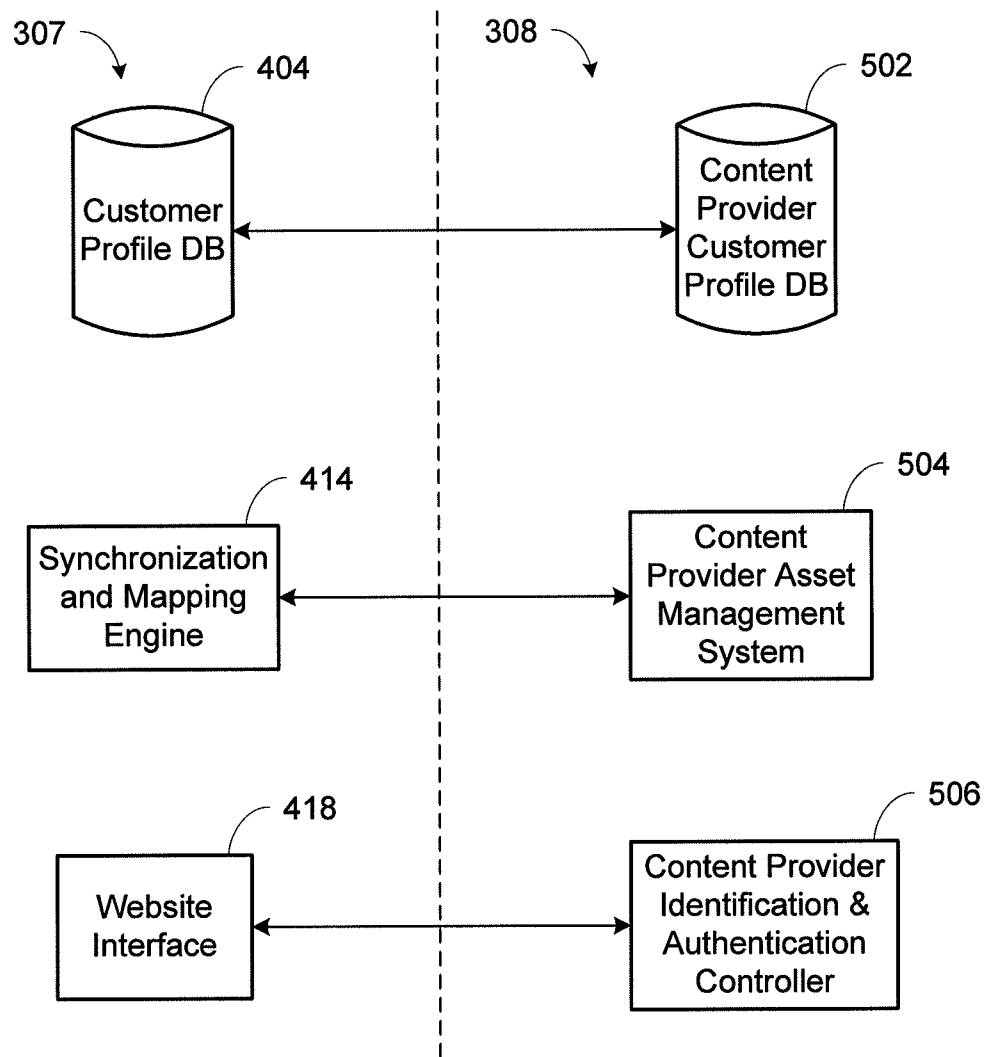 307
308
404
502
Customer
Profile DB
Content
Provider
Customer
Profile DB
414
504
Synchronization
and Mapping
Engine
Content
Provider Asset
Management
System
418
506
Website
Interface
Content Provider
Identification &
Authentication
Controller